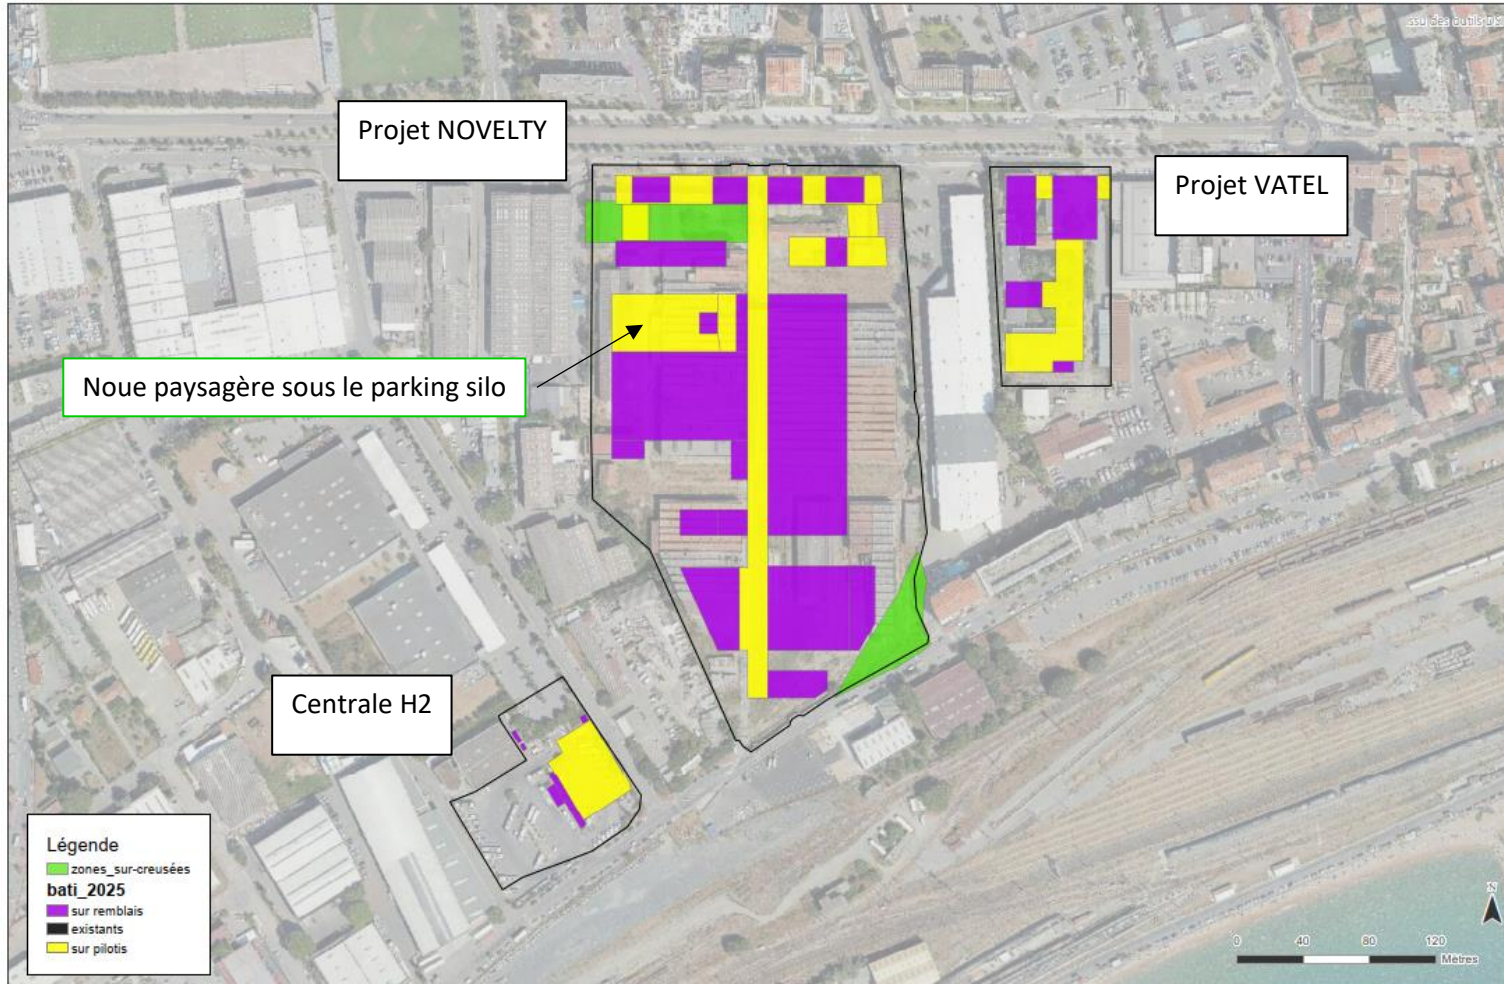 Projet NOVELTY
Projet VATEL
Noue paysagère sous le parking silo
Centrale H2
Légende
zones_sur-creusées
bati_2025
sur remblais
existants
sur pilotis
N
0 40 80 120
Mètres